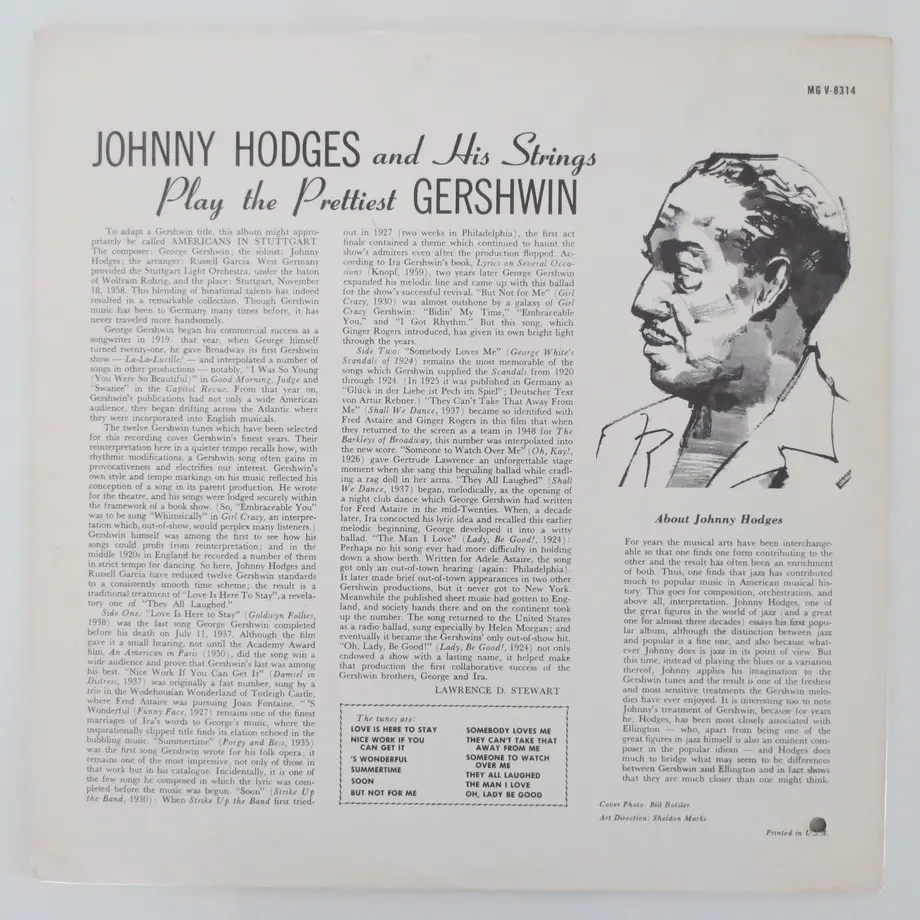 MG V-8314
JOHNNY HODGES and His Strings
Play the Prettiest GERSHWIN
To adapt a Gershwin title, this album might appro-
priately be called AMERICANS IN STUTTGART.
The composer: George Gershwin; the soloist: Johnny
Hodges; the arranger: Russell Garcia. West Germany
provided the Stuttgart Light Orchestra, under the baton
of Wolfram Rohrig, and the place: Stuttgart, November
18, 1958. This blending of binational talents has indeed
resulted in a remarkable collection. Though Gershwin
music has been to Germany many times before, it has
never traveled more handsomely.
George Gershwin began his commercial success as a
songwriter in 1919: that year, when George himself
turned twenty-one, he gave Broadway its first Gershwin
show — La-La-Lucille! — and interpolated a number of
songs in other productions — notably, "I Was So Young
(You Were So Beautiful)" in Good Morning, Judge and
"Swanee" in the Capitol Revue. From that year on,
Gershwin's publications had not only a wide American
audience, they began drifting across the Atlantic where
they were incorporated into English musicals.
The twelve Gershwin tunes which have been selected
for this recording cover Gershwin's finest years. Their
reinterpretation here in a quieter tempo recalls how, with
rhythmic modifications, a Gershwin song often gains in
provocativeness and electrifies our interest. Gershwin's
own style and tempo markings on his music reflected his
conception of a song in its parent production. He wrote
for the theatre, and his songs were lodged securely within
the framework of a book show. (So, "Embraceable You"
was to be sung "Whimsically" in Girl Crazy, an interpre-
tation which, out-of-show, would perplex many listeners.)
Gershwin himself was among the first to see how his
songs could profit from reinterpretation; and in the
middle 1920s in England he recorded a number of them
in strict tempo for dancing. So here, Johnny Hodges and
Russell Garcia have reduced twelve Gershwin standards
to a consistently smooth time scheme; the result is a
traditional treatment of "Love Is Here To Stay", a revela-
tory one of "They All Laughed."
Side One: "Love Is Here to Stay" (Goldwyn Follies,
1938) was the last song George Gershwin completed
before his death on July 11, 1937. Although the film
gave it a small hearing, not until the Academy Award
film, An American in Paris (1950), did the song win a
wide audience and prove that Gershwin's last was among
his best. "Nice Work If You Can Get It" (Damsel in
Distress, 1937) was originally a fast number, sung by a
trio in the Wodehousian Wonderland of Totleigh Castle,
where Fred Astaire was pursuing Joan Fontaine. "'S
Wonderful (Funny Face, 1927) remains one of the finest
marriages of Ira's words to George's music, where the
inspirationally clipped title finds its elation echoed in the
bubbling music. "Summertime" (Porgy and Bess, 1935)
was the first song Gershwin wrote for his folk opera; it
remains one of the most impressive, not only of those in
that work but in his catalogue. Incidentally, it is one of
the few songs he composed in which the lyric was com-
pleted before the music was begun. "Soon" (Strike Up
the Band, 1930): When Strike Up the Band first tried-
out in 1927 (two weeks in Philadelphia), the first act
finale contained a theme which continued to haunt the
show's admirers even after the production flopped. Ac-
cording to Ira Gershwin's book, Lyrics on Several Occa-
sions (Knopf, 1959), two years later George Gershwin
expanded his melodic line and came up with this ballad
for the show's successful revival. "But Not for Me" (Girl
Crazy, 1930) was almost outshone by a galaxy of Girl
Crazy Gershwin: "Bidin' My Time," "Embraceable
You," and "I Got Rhythm." But this song, which
Ginger Rogers introduced, has given its own bright light
through the years.
Side Two: "Somebody Loves Me" (George White's
Scandals of 1924) remains the most memorable of the
songs which Gershwin supplied the Scandals from 1920
through 1924. (In 1925 it was published in Germany as
"Glück in der Liebe ist Pech im Spiel"; Deutscher Text
von Artur Rebner.) "They Can't Take That Away From
Me" (Shall We Dance, 1937) became so identified with
Fred Astaire and Ginger Rogers in this film that when
they returned to the screen as a team in 1948 for The
Barkleys of Broadway, this number was interpolated into
the new score. "Someone to Watch Over Me" (Oh, Kay!,
1926) gave Gertrude Lawrence an unforgettable stage
moment when she sang this beguiling ballad while cradl-
ing a rag doll in her arms. "They All Laughed" (Shall
We Dance, 1937) began, melodically, as the opening of
a night club dance which George Gershwin had written
for Fred Astaire in the mid-Twenties. When, a decade
later, Ira concocted his lyric idea and recalled this earlier
melodic beginning, George developed it into a witty
ballad. "The Man I Love" (Lady, Be Good!, 1924):
Perhaps no hit song ever had more difficulty in holding
down a show berth. Written for Adele Astaire, the song
got only an out-of-town hearing (again: Philadelphia).
It later made brief out-of-town appearances in two other
Gershwin productions, but it never got to New York.
Meanwhile the published sheet music had gotten to Eng-
land, and society bands there and on the continent took
up the number. The song returned to the United States
as a radio ballad, sung especially by Helen Morgan; and
eventually it became the Gershwins' only out-of-show hit.
"Oh, Lady, Be Good!" (Lady, Be Good!, 1924) not only
endowed a show with a lasting name, it helped make
that production the first collaborative success of the
Gershwin brothers, George and Ira.
LAWRENCE D. STEWART
The tunes are:
LOVE IS HERE TO STAY
NICE WORK IF YOU
CAN GET IT
'S WONDERFUL
SUMMERTIME
SOON
BUT NOT FOR ME
SOMEBODY LOVES ME
THEY CAN'T TAKE THAT
AWAY FROM ME
SOMEONE TO WATCH
OVER ME
THEY ALL LAUGHED
THE MAN I LOVE
OH, LADY BE GOOD
About Johnny Hodges
For years the musical arts have been interchange-
able so that one finds one form contributing to the
other and the result has often been an enrichment
of both. Thus, one finds that jazz has contributed
much to popular music in American musical his-
tory. This goes for composition, orchestration, and
above all, interpretation. Johnny Hodges, one of
the great figures in the world of jazz (and a great
one for almost three decades) essays his first popu-
lar album, although the distinction between jazz
and popular is a fine one, and also because what-
ever Johnny does is jazz in its point of view. But
this time, instead of playing the blues or a variation
thereof, Johnny applies his imagination to the
Gershwin tunes and the result is one of the freshest
and most sensitive treatments the Gershwin melo-
dies have ever enjoyed. It is interesting too to note
Johnny's treatment of Gershwin, because for years
he, Hodges, has been most closely associated with
Ellington — who, apart from being one of the
great figures in jazz himself is also an eminent com-
poser in the popular idiom — and Hodges does
much to bridge what may seem to be differences
between Gershwin and Ellington and in fact shows
that they are much closer than one might think.
Cover Photo: Bill Rotsler
Art Direction: Sheldon Marks
Printed in U.S.A.